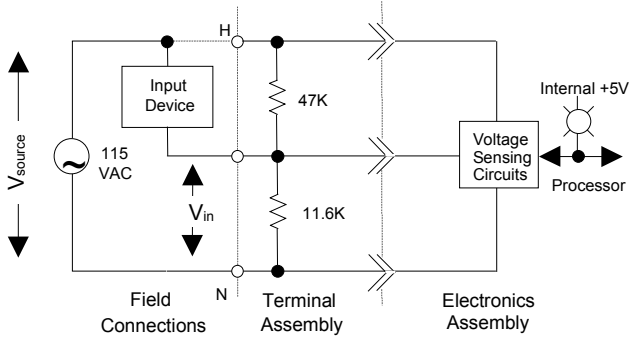 H
Input
Device
47K
Internal +5V
Vsource
115
VAC
Voltage
Sensing
Circuits
Processor
Vin
11.6K
N
Field
Connections
Terminal
Assembly
Electronics
Assembly